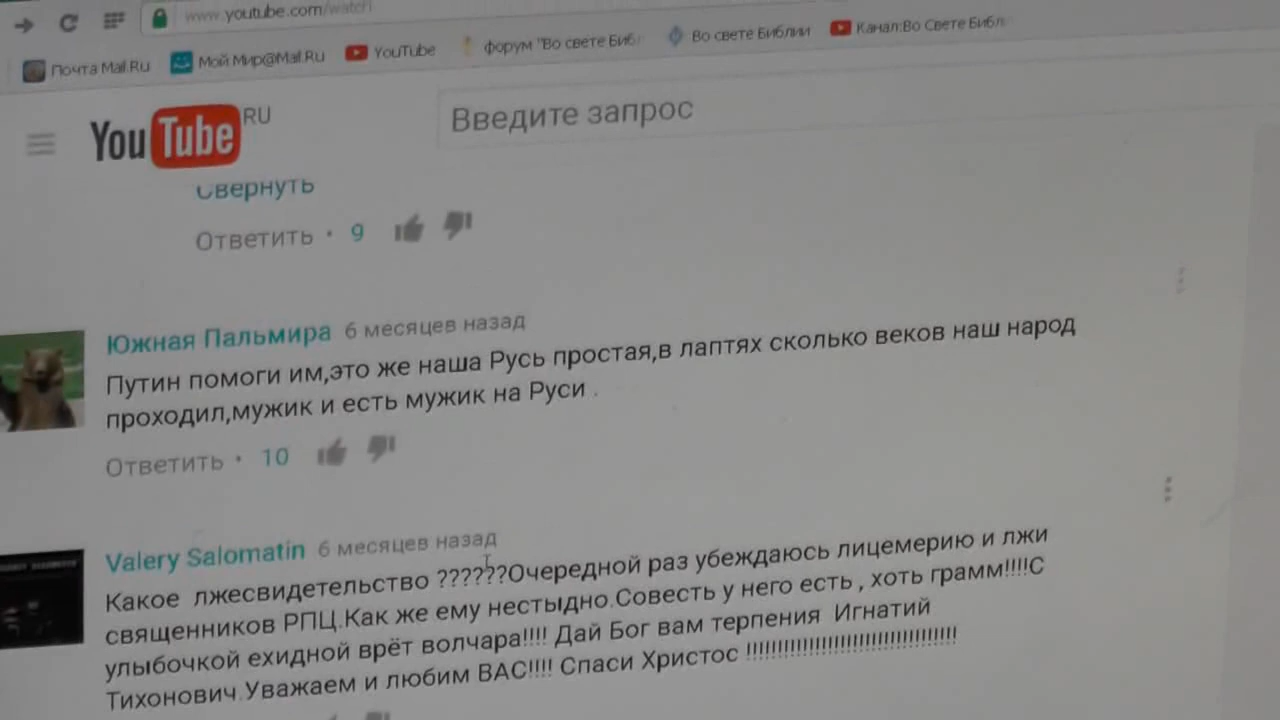 www.youtube.com/watch
Почта Mail.Ru
Мой Мир@Mail.Ru
YouTube
форум "Во свете Биб
Во свете Библии
Канал:Во Свете Библ
YouTube RU
Введите запрос
Свернуть
Ответить • 9
Южная Пальмира 6 месяцев назад
Путин помоги им,это же наша Русь простая,в лаптях сколько веков наш народ
проходил,мужик и есть мужик на Руси .
Ответить • 10
Valery Salomatin 6 месяцев назад
Какое лжесвидетельство ??????Очередной раз убеждаюсь лицемерию и лжи
священников РПЦ.Как же ему нестыдно.Совесть у него есть , хоть грамм!!!!С
улыбочкой ехидной врёт волчара!!!! Дай Бог вам терпения Игнатий
Тихонович.Уважаем и любим ВАС!!!! Спаси Христос !!!!!!!!!!!!!!!!!!!!!!!!!!!!!!!!!!